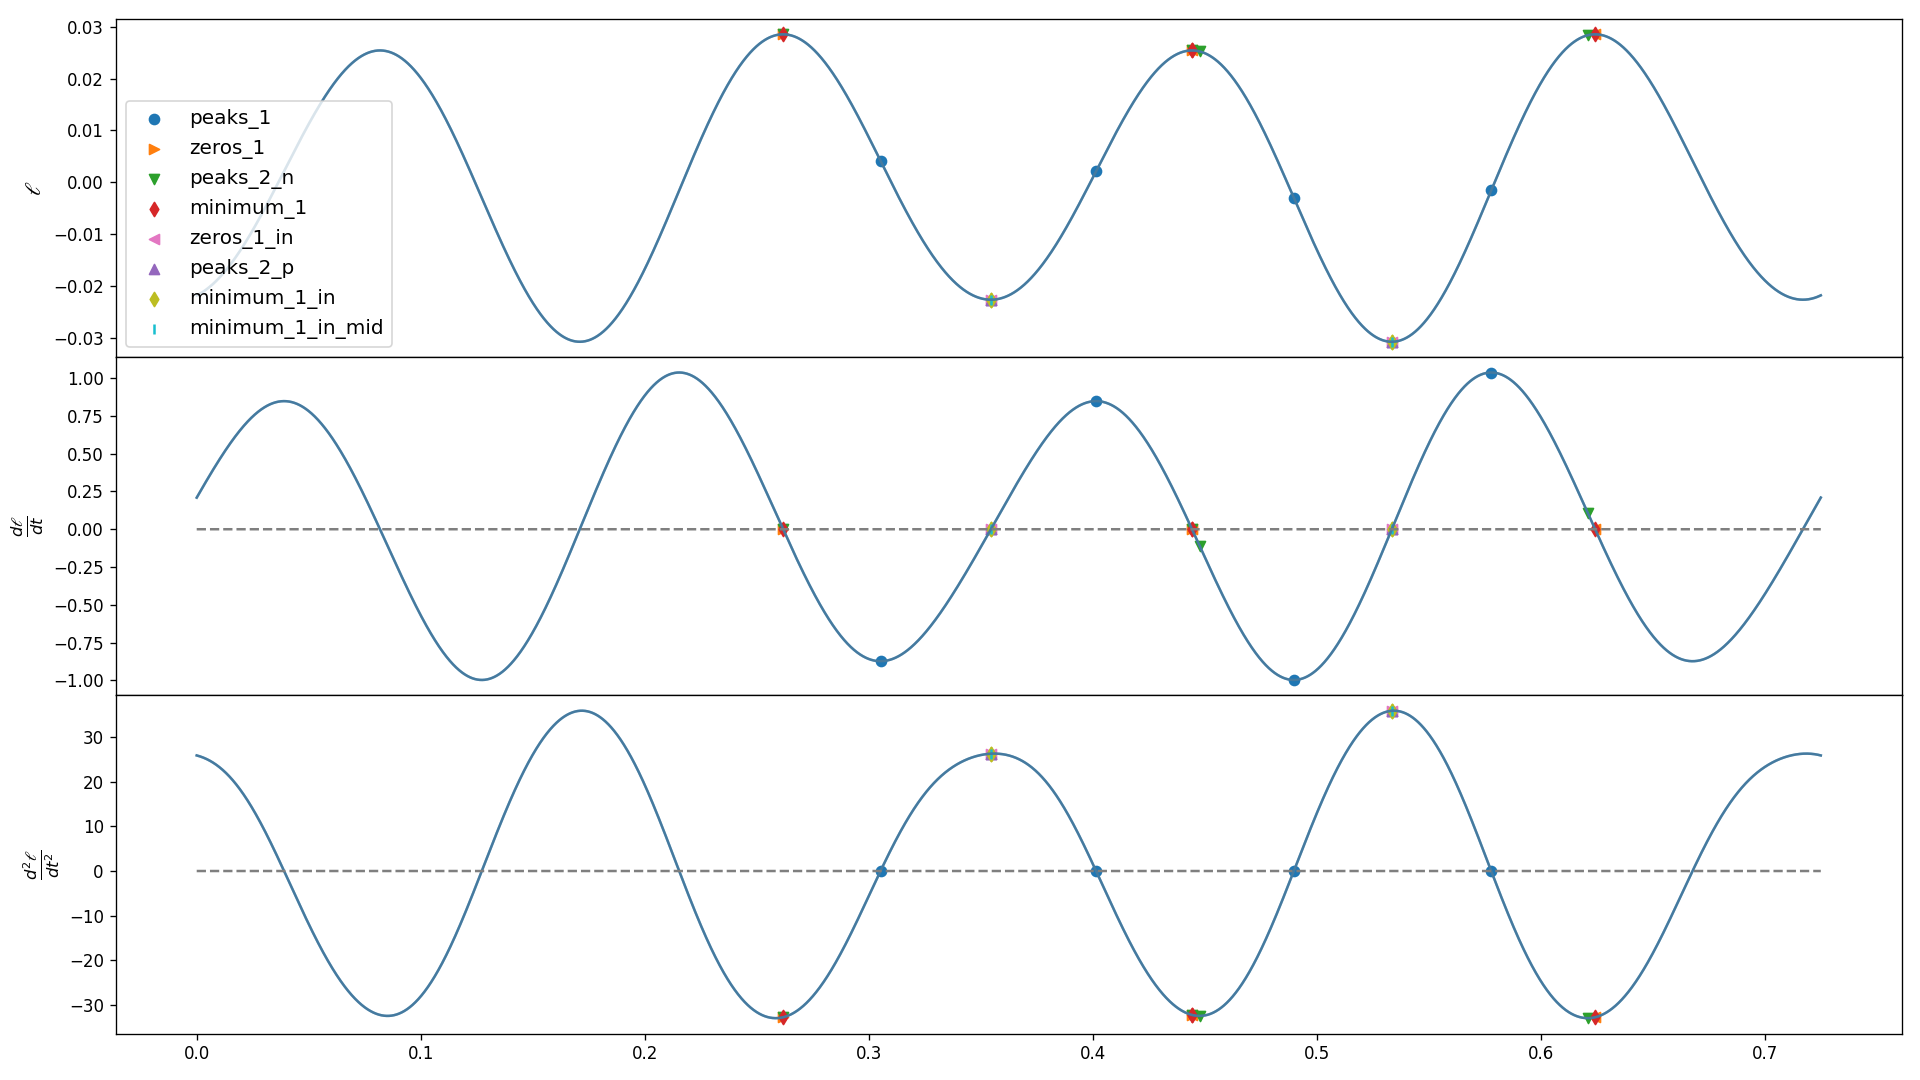 0.03
0.02
0.01
0.00
−0.01
−0.02
−0.03
ℓ
peaks_1
zeros_1
peaks_2_n
minimum_1
zeros_1_in
peaks_2_p
minimum_1_in
minimum_1_in_mid
1.00
0.75
0.50
0.25
0.00
−0.25
−0.50
−0.75
−1.00
dℓ
dt
30
20
10
0
−10
−20
−30
d²ℓ
dt²
0.0 0.1 0.2 0.3 0.4 0.5 0.6 0.7